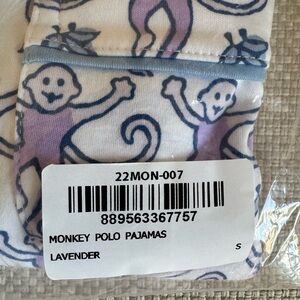 22MON-007
889563367757
MONKEY POLO PAJAMAS
LAVENDER S